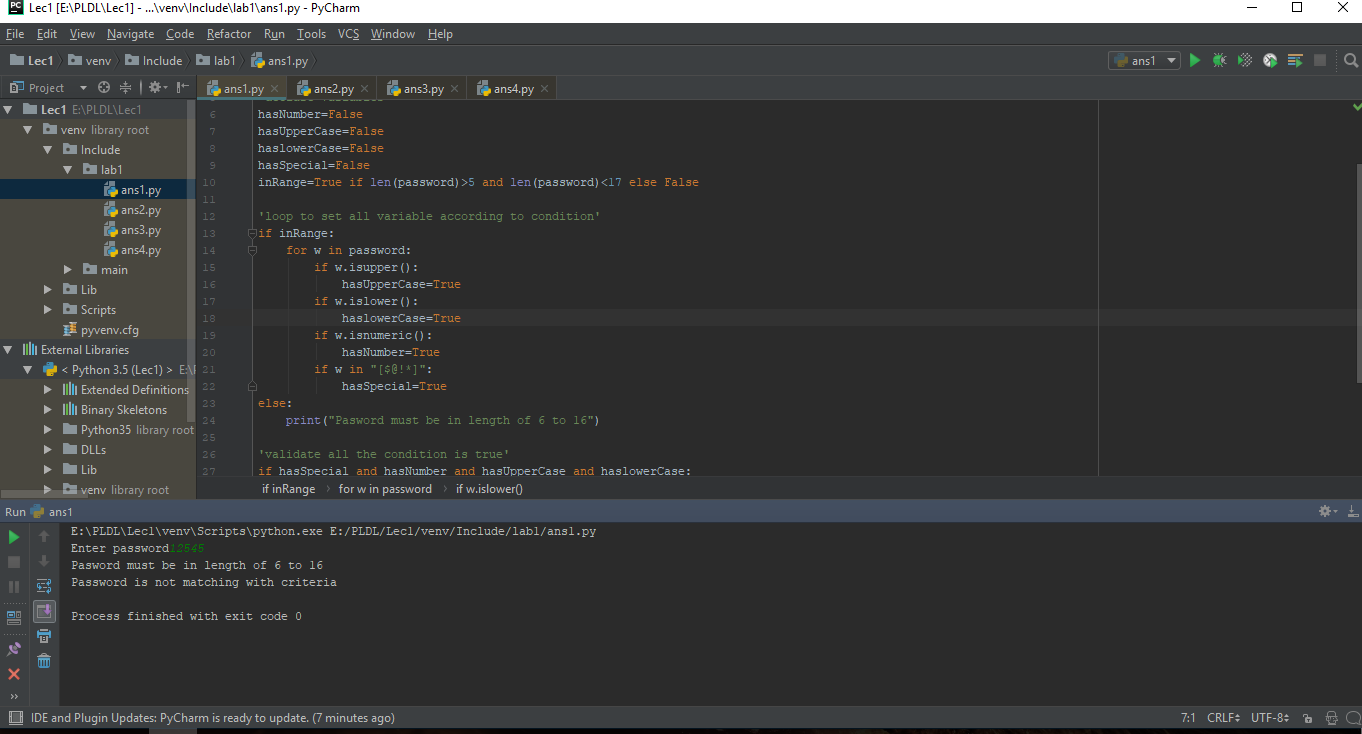 Lec1 [E:\PLDL\Lec1] - ...\venv\Include\lab1\ans1.py - PyCharm
File Edit View Navigate Code Refactor Run Tools VCS Window Help
Lec1 venv Include lab1 ans1.py ans1
Project
ans1.py ans2.py ans3.py ans4.py
Lec1 E:\PLDL\Lec1
venv library root
Include
lab1
ans1.py
ans2.py
ans3.py
ans4.py
main
Lib
Scripts
pyvenv.cfg
External Libraries
< Python 3.5 (Lec1) > E:\
Extended Definitions
Binary Skeletons
Python35 library root
DLLs
Lib
venv library root
6 hasNumber=False
7 hasUpperCase=False
8 haslowerCase=False
9 hasSpecial=False
10 inRange=True if len(password)>5 and len(password)<17 else False
11
12 'loop to set all variable according to condition'
13 if inRange:
14 for w in password:
15 if w.isupper():
16 hasUpperCase=True
17 if w.islower():
18 haslowerCase=True
19 if w.isnumeric():
20 hasNumber=True
21 if w in "[$@!*]":
22 hasSpecial=True
23 else:
24 print("Pasword must be in length of 6 to 16")
25
26 'validate all the condition is true'
27 if hasSpecial and hasNumber and hasUpperCase and haslowerCase:
if inRange for w in password if w.islower()
Run ans1
E:\PLDL\Lec1\venv\Scripts\python.exe E:/PLDL/Lec1/venv/Include/lab1/ans1.py
Enter password12545
Pasword must be in length of 6 to 16
Password is not matching with criteria
Process finished with exit code 0
IDE and Plugin Updates: PyCharm is ready to update. (7 minutes ago) 7:1 CRLF UTF-8